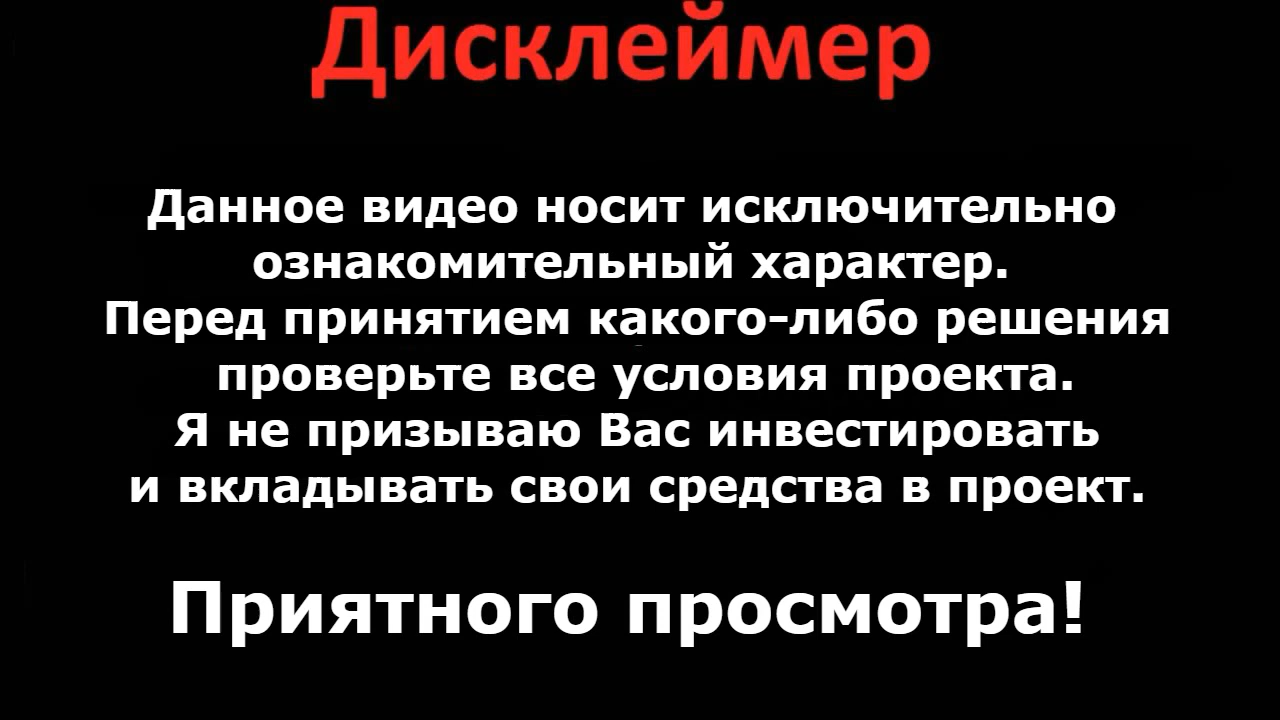 Дисклеймер
Данное видео носит исключительно
ознакомительный характер.
Перед принятием какого-либо решения
проверьте все условия проекта.
Я не призываю Вас инвестировать
и вкладывать свои средства в проект.
Приятного просмотра!